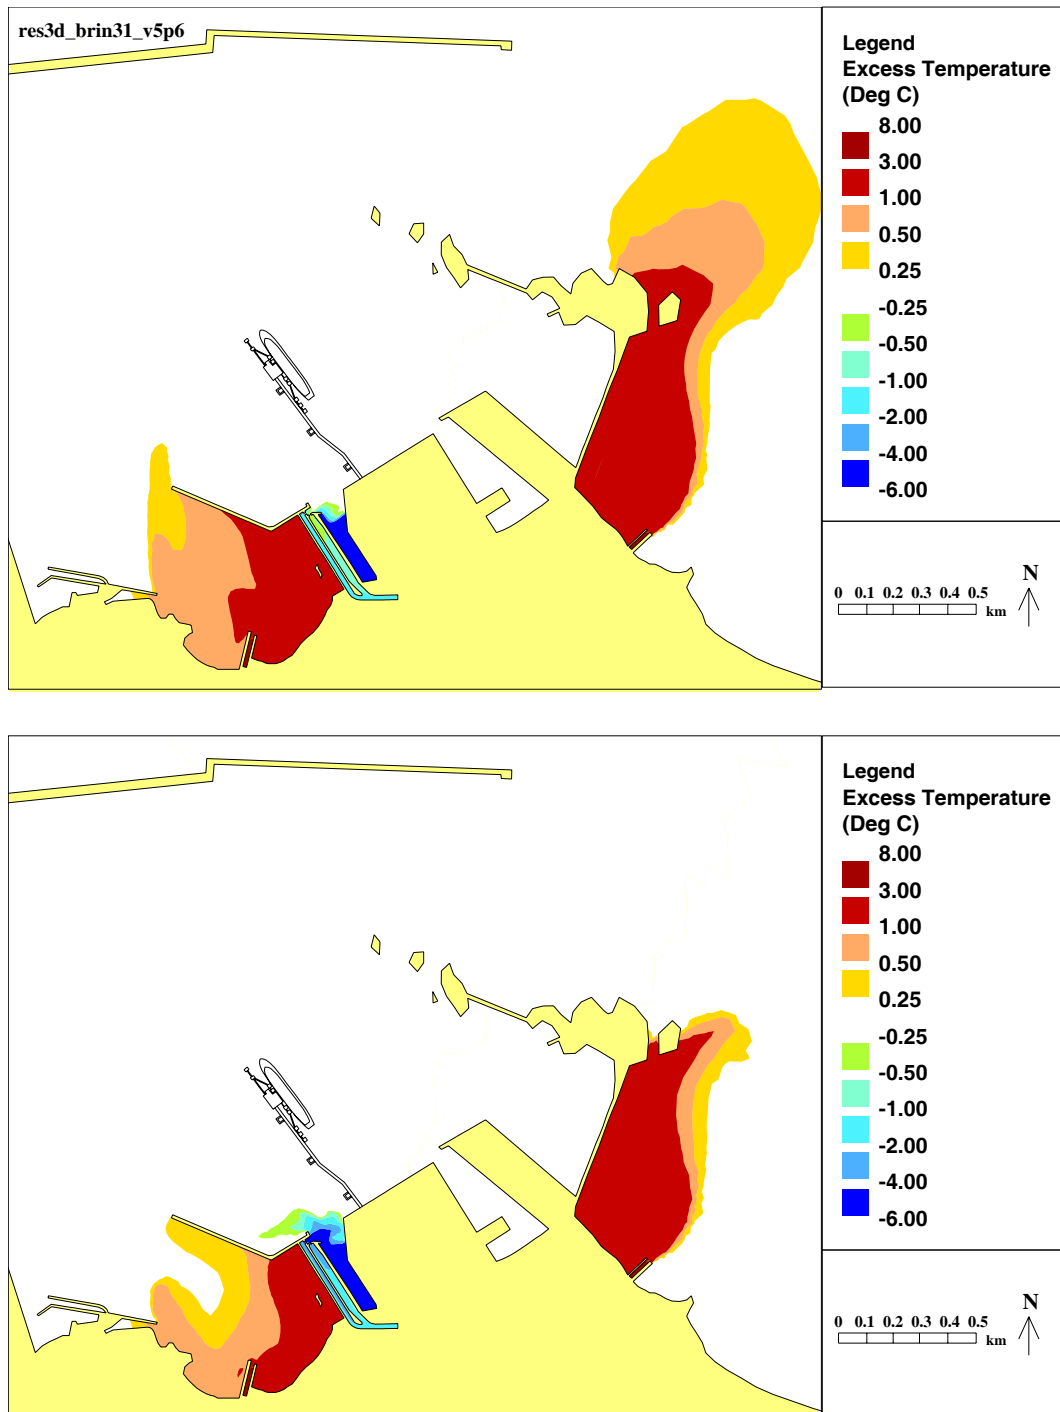 res3d_brin31_v5p6
Legend
Excess Temperature
(Deg C)
8.00
3.00
1.00
0.50
0.25
-0.25
-0.50
-1.00
-2.00
-4.00
-6.00
N
0 0.1 0.2 0.3 0.4 0.5
km
Legend
Excess Temperature
(Deg C)
8.00
3.00
1.00
0.50
0.25
-0.25
-0.50
-1.00
-2.00
-4.00
-6.00
N
0 0.1 0.2 0.3 0.4 0.5
km